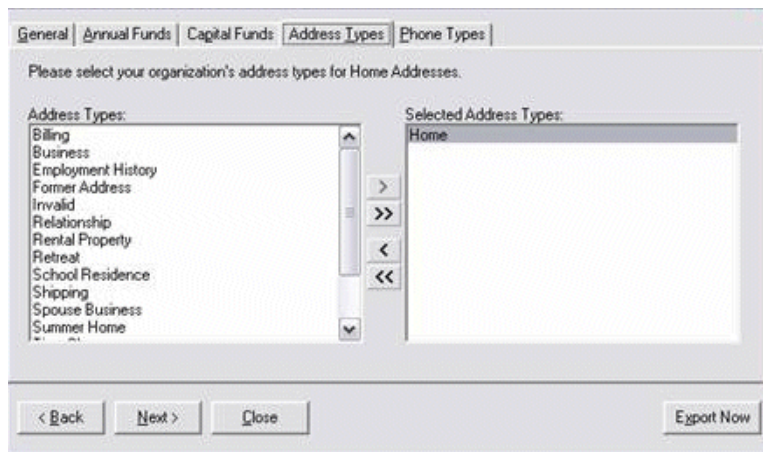 General Annual Funds Capital Funds Address Types Phone Types
Please select your organization's address types for Home Addresses.
Address Types:
Billing
Business
Employment History
Former Address
Invalid
Relationship
Rental Property
Retreat
School Residence
Shipping
Spouse Business
Summer Home
>
>>
<
<<
Selected Address Types:
Home
< Back Next > Close Export Now